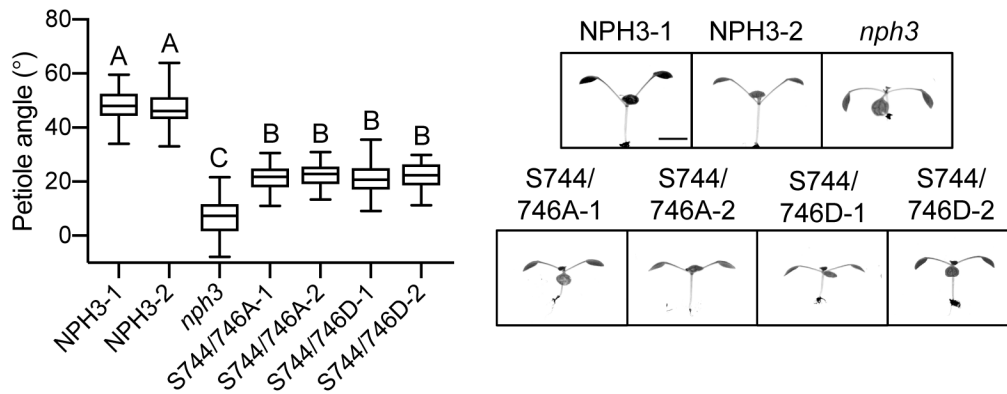 Petiole angle (°)
80
60
40
20
0
A
A
C
B
B
B
B
NPH3-1
NPH3-2
nph3
S744/746A-1
S744/746A-2
S744/746D-1
S744/746D-2
NPH3-1
NPH3-2
nph3
S744/
746A-1
S744/
746A-2
S744/
746D-1
S744/
746D-2